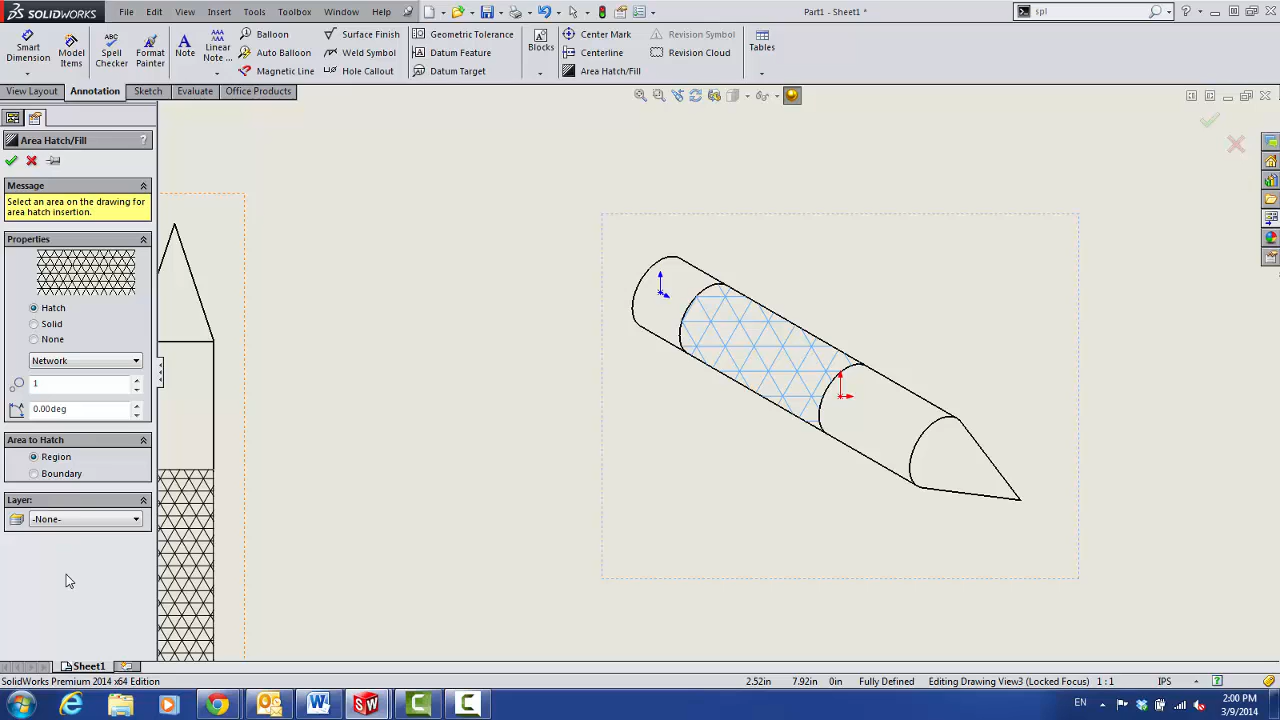 SOLIDWORKS File Edit View Insert Tools Toolbox Window Help Part1 - Sheet1 * spl
Smart Dimension
Model Items
Spell Checker
Format Painter
Note
Linear Note ...
Balloon
Auto Balloon
Magnetic Line
Surface Finish
Weld Symbol
Hole Callout
Geometric Tolerance
Datum Feature
Datum Target
Blocks
Center Mark
Centerline
Area Hatch/Fill
Revision Symbol
Revision Cloud
Tables
View Layout Annotation Sketch Evaluate Office Products
Area Hatch/Fill ?
Message
Select an area on the drawing for
area hatch insertion.
Properties
Hatch
Solid
None
Network
1
0.00deg
Area to Hatch
Region
Boundary
Layer:
-None-
Sheet1
SolidWorks Premium 2014 x64 Edition 2.52in 7.92in 0in Fully Defined Editing Drawing View3 (Locked Focus) 1 : 1 IPS
EN 2:00 PM
3/9/2014